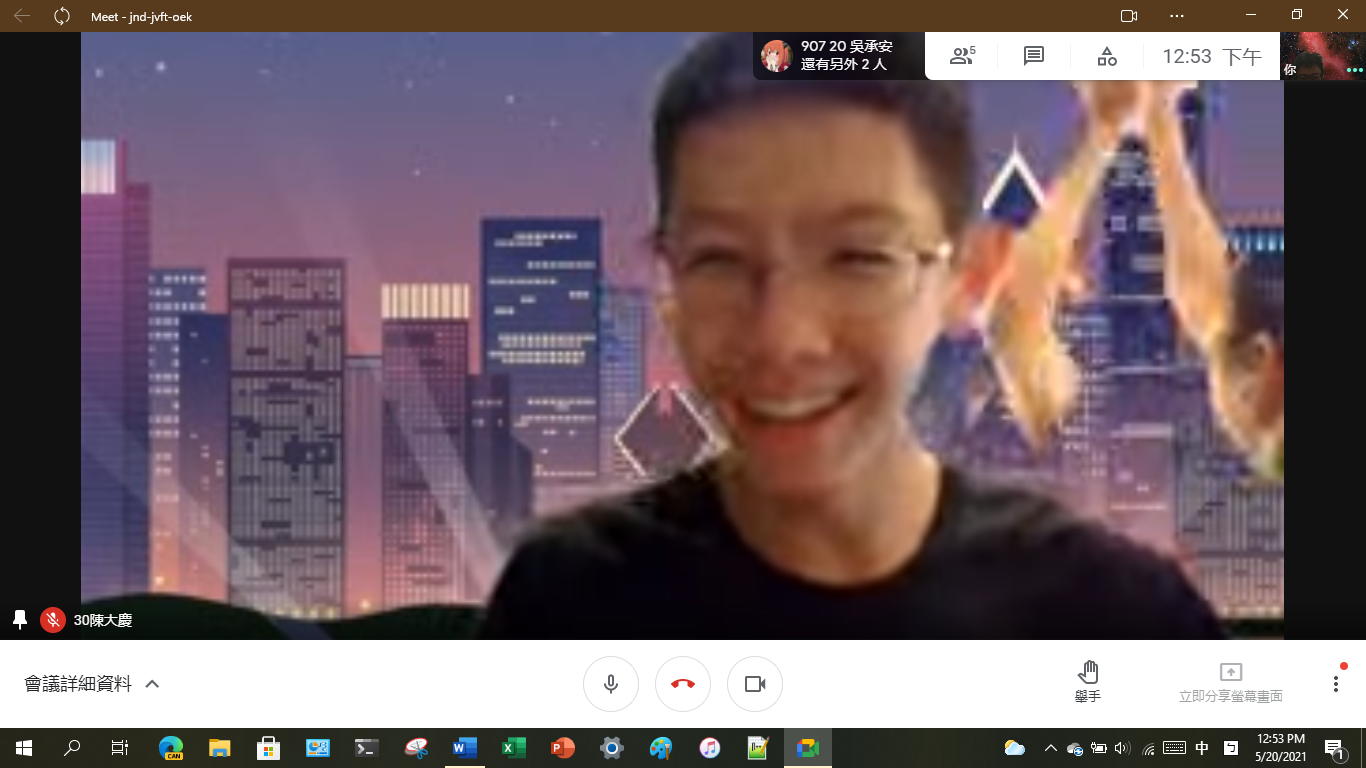 Meet - jnd-jvft-oek
907 20 吳承安
還有另外 2 人
5
12:53 下午
你
30陳大慶
會議詳細資料
舉手
立即分享螢幕畫面
CAN
中
12:53 PM
5/20/2021
1